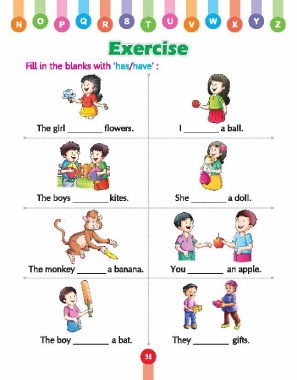 N O P Q R S T U V W X Y Z
Exercise
Fill in the blanks with 'has/have' :
The girl ________ flowers.
I ________ a ball.
The boys ________ kites.
She ________ a doll.
The monkey ________ a banana.
You ________ an apple.
The boy ________ a bat.
They ________ gifts.
31